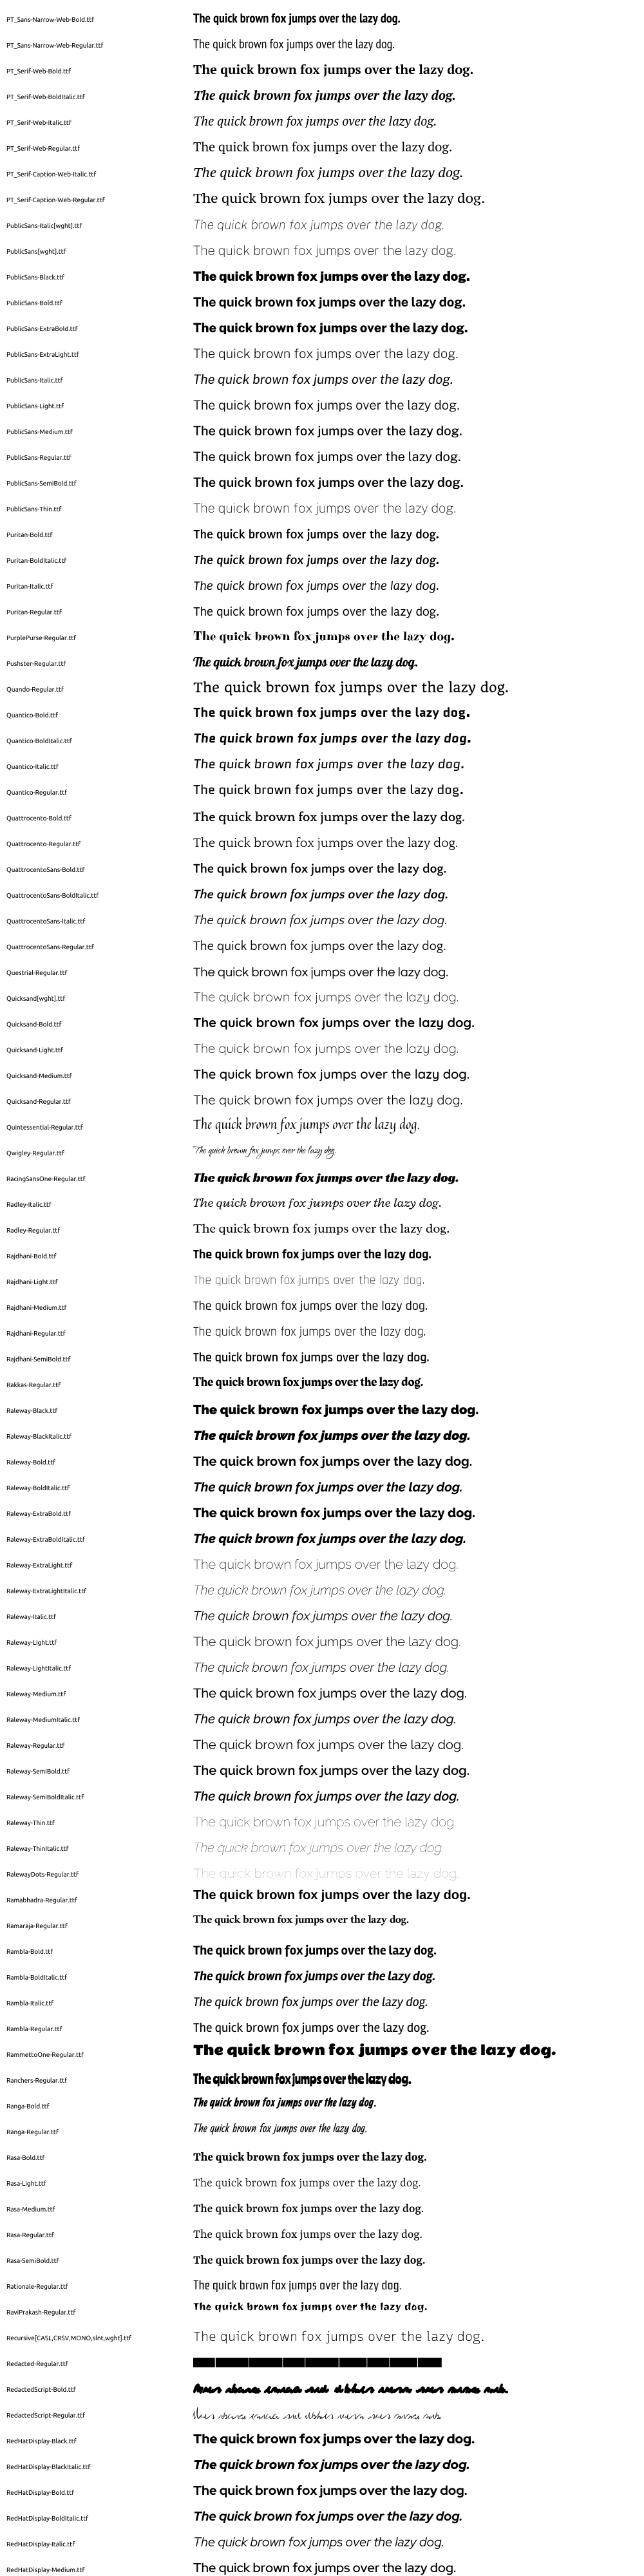 PT_Sans-Narrow-Web-Bold.ttf The quick brown fox jumps over the lazy dog.
PT_Sans-Narrow-Web-Regular.ttf The quick brown fox jumps over the lazy dog.
PT_Serif-Web-Bold.ttf The quick brown fox jumps over the lazy dog.
PT_Serif-Web-BoldItalic.ttf The quick brown fox jumps over the lazy dog.
PT_Serif-Web-Italic.ttf The quick brown fox jumps over the lazy dog.
PT_Serif-Web-Regular.ttf The quick brown fox jumps over the lazy dog.
PT_Serif-Caption-Web-Italic.ttf The quick brown fox jumps over the lazy dog.
PT_Serif-Caption-Web-Regular.ttf The quick brown fox jumps over the lazy dog.
PublicSans-Italic[wght].ttf The quick brown fox jumps over the lazy dog.
PublicSans[wght].ttf The quick brown fox jumps over the lazy dog.
PublicSans-Black.ttf The quick brown fox jumps over the lazy dog.
PublicSans-Bold.ttf The quick brown fox jumps over the lazy dog.
PublicSans-ExtraBold.ttf The quick brown fox jumps over the lazy dog.
PublicSans-ExtraLight.ttf The quick brown fox jumps over the lazy dog.
PublicSans-Italic.ttf The quick brown fox jumps over the lazy dog.
PublicSans-Light.ttf The quick brown fox jumps over the lazy dog.
PublicSans-Medium.ttf The quick brown fox jumps over the lazy dog.
PublicSans-Regular.ttf The quick brown fox jumps over the lazy dog.
PublicSans-SemiBold.ttf The quick brown fox jumps over the lazy dog.
PublicSans-Thin.ttf The quick brown fox jumps over the lazy dog.
Puritan-Bold.ttf The quick brown fox jumps over the lazy dog.
Puritan-BoldItalic.ttf The quick brown fox jumps over the lazy dog.
Puritan-Italic.ttf The quick brown fox jumps over the lazy dog.
Puritan-Regular.ttf The quick brown fox jumps over the lazy dog.
PurplePurse-Regular.ttf The quick brown fox jumps over the lazy dog.
Pushster-Regular.ttf The quick brown fox jumps over the lazy dog.
Quando-Regular.ttf The quick brown fox jumps over the lazy dog.
Quantico-Bold.ttf The quick brown fox jumps over the lazy dog.
Quantico-BoldItalic.ttf The quick brown fox jumps over the lazy dog.
Quantico-Italic.ttf The quick brown fox jumps over the lazy dog.
Quantico-Regular.ttf The quick brown fox jumps over the lazy dog.
Quattrocento-Bold.ttf The quick brown fox jumps over the lazy dog.
Quattrocento-Regular.ttf The quick brown fox jumps over the lazy dog.
QuattrocentoSans-Bold.ttf The quick brown fox jumps over the lazy dog.
QuattrocentoSans-BoldItalic.ttf The quick brown fox jumps over the lazy dog.
QuattrocentoSans-Italic.ttf The quick brown fox jumps over the lazy dog.
QuattrocentoSans-Regular.ttf The quick brown fox jumps over the lazy dog.
Questrial-Regular.ttf The quick brown fox jumps over the lazy dog.
Quicksand[wght].ttf The quick brown fox jumps over the lazy dog.
Quicksand-Bold.ttf The quick brown fox jumps over the lazy dog.
Quicksand-Light.ttf The quick brown fox jumps over the lazy dog.
Quicksand-Medium.ttf The quick brown fox jumps over the lazy dog.
Quicksand-Regular.ttf The quick brown fox jumps over the lazy dog.
Quintessential-Regular.ttf The quick brown fox jumps over the lazy dog.
Qwigley-Regular.ttf The quick brown fox jumps over the lazy dog.
RacingSansOne-Regular.ttf The quick brown fox jumps over the lazy dog.
Radley-Italic.ttf The quick brown fox jumps over the lazy dog.
Radley-Regular.ttf The quick brown fox jumps over the lazy dog.
Rajdhani-Bold.ttf The quick brown fox jumps over the lazy dog.
Rajdhani-Light.ttf The quick brown fox jumps over the lazy dog.
Rajdhani-Medium.ttf The quick brown fox jumps over the lazy dog.
Rajdhani-Regular.ttf The quick brown fox jumps over the lazy dog.
Rajdhani-SemiBold.ttf The quick brown fox jumps over the lazy dog.
Rakkas-Regular.ttf The quick brown fox jumps over the lazy dog.
Raleway-Black.ttf The quick brown fox jumps over the lazy dog.
Raleway-BlackItalic.ttf The quick brown fox jumps over the lazy dog.
Raleway-Bold.ttf The quick brown fox jumps over the lazy dog.
Raleway-BoldItalic.ttf The quick brown fox jumps over the lazy dog.
Raleway-ExtraBold.ttf The quick brown fox jumps over the lazy dog.
Raleway-ExtraBoldItalic.ttf The quick brown fox jumps over the lazy dog.
Raleway-ExtraLight.ttf The quick brown fox jumps over the lazy dog.
Raleway-ExtraLightItalic.ttf The quick brown fox jumps over the lazy dog.
Raleway-Italic.ttf The quick brown fox jumps over the lazy dog.
Raleway-Light.ttf The quick brown fox jumps over the lazy dog.
Raleway-LightItalic.ttf The quick brown fox jumps over the lazy dog.
Raleway-Medium.ttf The quick brown fox jumps over the lazy dog.
Raleway-MediumItalic.ttf The quick brown fox jumps over the lazy dog.
Raleway-Regular.ttf The quick brown fox jumps over the lazy dog.
Raleway-SemiBold.ttf The quick brown fox jumps over the lazy dog.
Raleway-SemiBoldItalic.ttf The quick brown fox jumps over the lazy dog.
Raleway-Thin.ttf The quick brown fox jumps over the lazy dog.
Raleway-ThinItalic.ttf The quick brown fox jumps over the lazy dog.
RalewayDots-Regular.ttf The quick brown fox jumps over the lazy dog.
Ramabhadra-Regular.ttf The quick brown fox jumps over the lazy dog.
Ramaraja-Regular.ttf The quick brown fox jumps over the lazy dog.
Rambla-Bold.ttf The quick brown fox jumps over the lazy dog.
Rambla-BoldItalic.ttf The quick brown fox jumps over the lazy dog.
Rambla-Italic.ttf The quick brown fox jumps over the lazy dog.
Rambla-Regular.ttf The quick brown fox jumps over the lazy dog.
RammettoOne-Regular.ttf The quick brown fox jumps over the lazy dog.
Ranchers-Regular.ttf The quick brown fox jumps over the lazy dog.
Ranga-Bold.ttf The quick brown fox jumps over the lazy dog.
Ranga-Regular.ttf The quick brown fox jumps over the lazy dog.
Rasa-Bold.ttf The quick brown fox jumps over the lazy dog.
Rasa-Light.ttf The quick brown fox jumps over the lazy dog.
Rasa-Medium.ttf The quick brown fox jumps over the lazy dog.
Rasa-Regular.ttf The quick brown fox jumps over the lazy dog.
Rasa-SemiBold.ttf The quick brown fox jumps over the lazy dog.
Rationale-Regular.ttf The quick brown fox jumps over the lazy dog.
RaviPrakash-Regular.ttf The quick brown fox jumps over the lazy dog.
Recursive[CASL,CRSV,MONO,slnt,wght].ttf The quick brown fox jumps over the lazy dog.
Redacted-Regular.ttf
RedactedScript-Bold.ttf
RedactedScript-Regular.ttf
RedHatDisplay-Black.ttf The quick brown fox jumps over the lazy dog.
RedHatDisplay-BlackItalic.ttf The quick brown fox jumps over the lazy dog.
RedHatDisplay-Bold.ttf The quick brown fox jumps over the lazy dog.
RedHatDisplay-BoldItalic.ttf The quick brown fox jumps over the lazy dog.
RedHatDisplay-Italic.ttf The quick brown fox jumps over the lazy dog.
RedHatDisplay-Medium.ttf The quick brown fox jumps over the lazy dog.